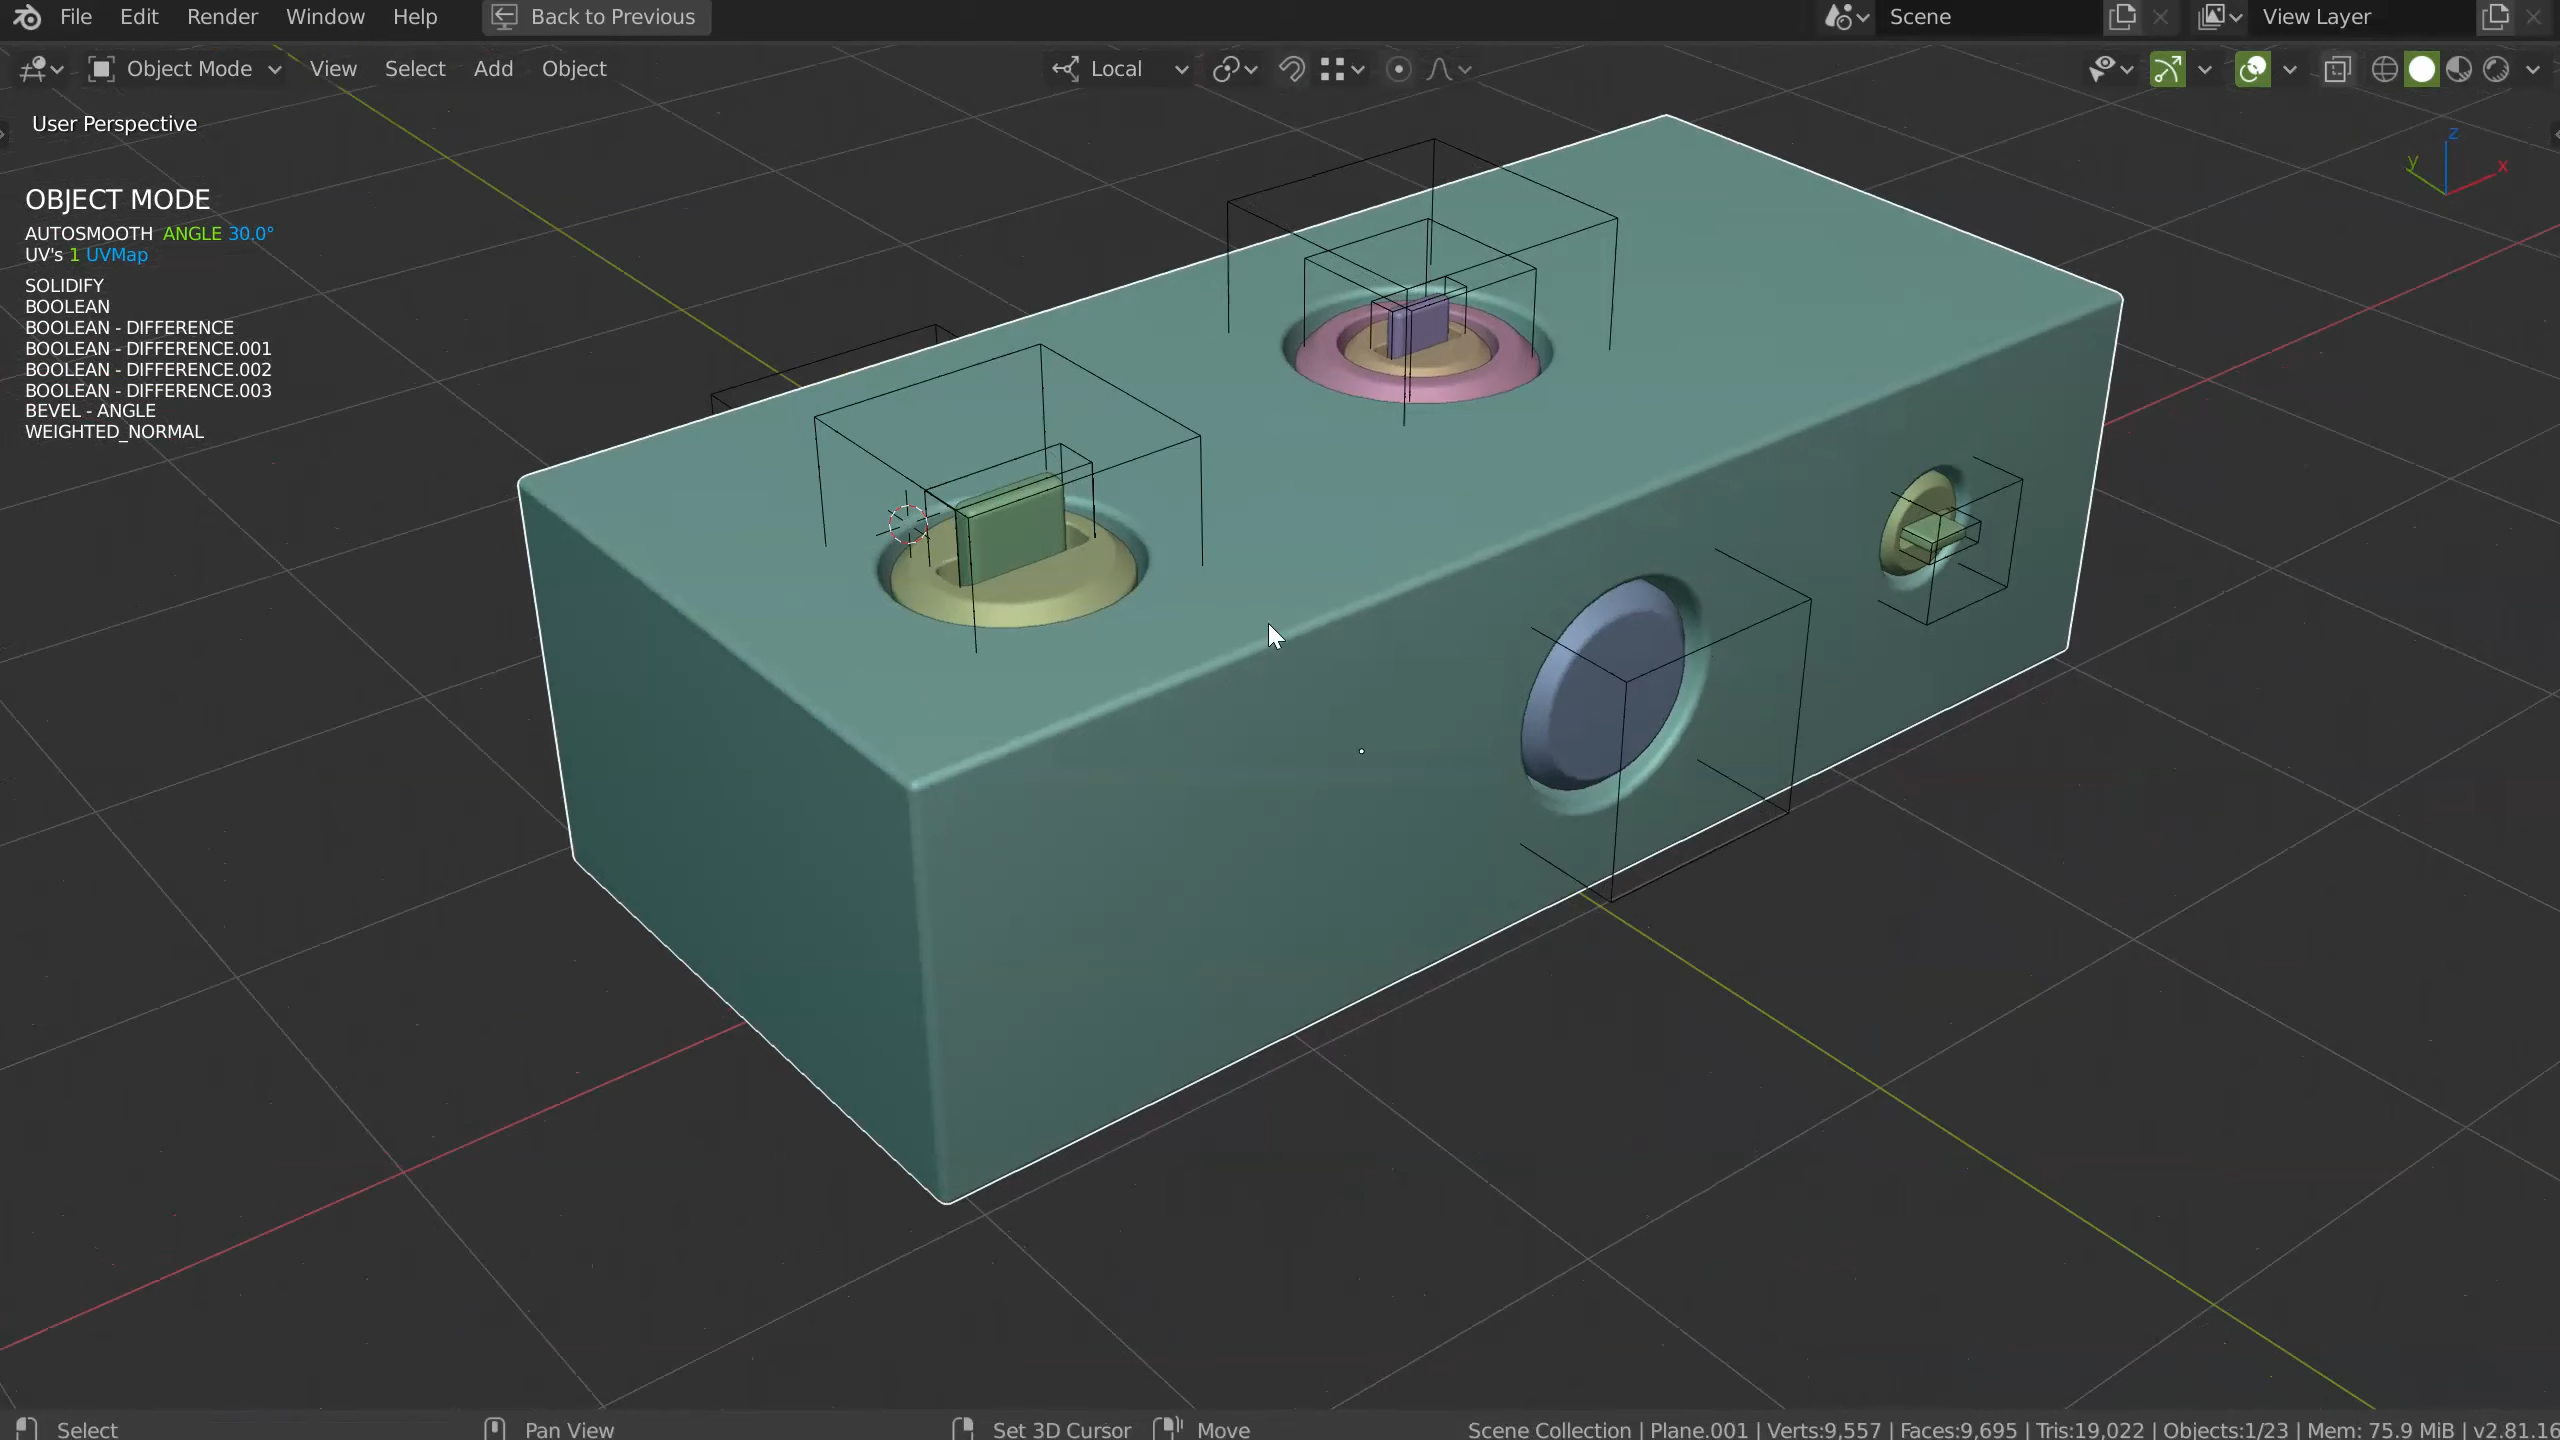 File Edit Render Window Help Back to Previous Scene View Layer
Object Mode View Select Add Object Local
User Perspective
z
y
x
OBJECT MODE
AUTOSMOOTH ANGLE 30.0°
UV's 1 UVMap
SOLIDIFY
BOOLEAN
BOOLEAN - DIFFERENCE
BOOLEAN - DIFFERENCE.001
BOOLEAN - DIFFERENCE.002
BOOLEAN - DIFFERENCE.003
BEVEL - ANGLE
WEIGHTED_NORMAL
Select Pan View Set 3D Cursor Move Scene Collection | Plane.001 | Verts:9,557 | Faces:9,695 | Tris:19,022 | Objects:1/23 | Mem: 75.9 MiB | v2.81.16